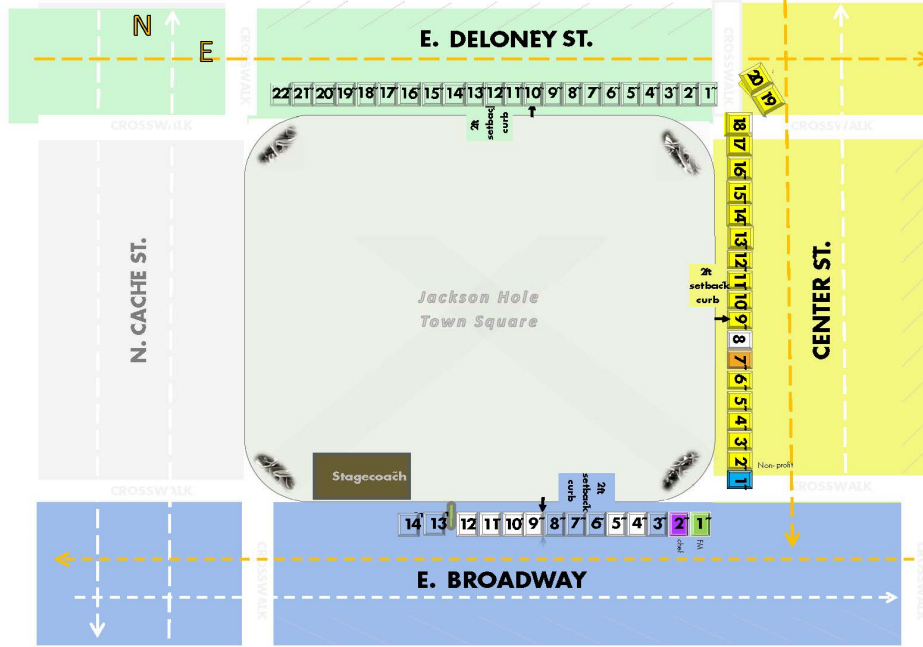 N
E. DELONEY ST.
E
22 21 20 19 18 17 16 15 14 13 12 11 10 9 8 7 6 5 4 3 2 1
20
19
CROSSWALK
CROSSWALK
CROSSWALK
CROSSWALK
2ft
setback
curb
18
17
16
15
14
13
12
11
10
9
8
7
6
5
4
3
2
1
N. CACHE ST.
2ft
setback
curb
CENTER ST.
Jackson Hole
Town Square
Stagecoach
Non-profit
2ft
setback
curb
CROSSWALK
CROSSWALK
14 13 12 11 10 9 8 7 6 5 4 3 2 1
chef
FM
E. BROADWAY
CROSSWALK
CROSSWALK